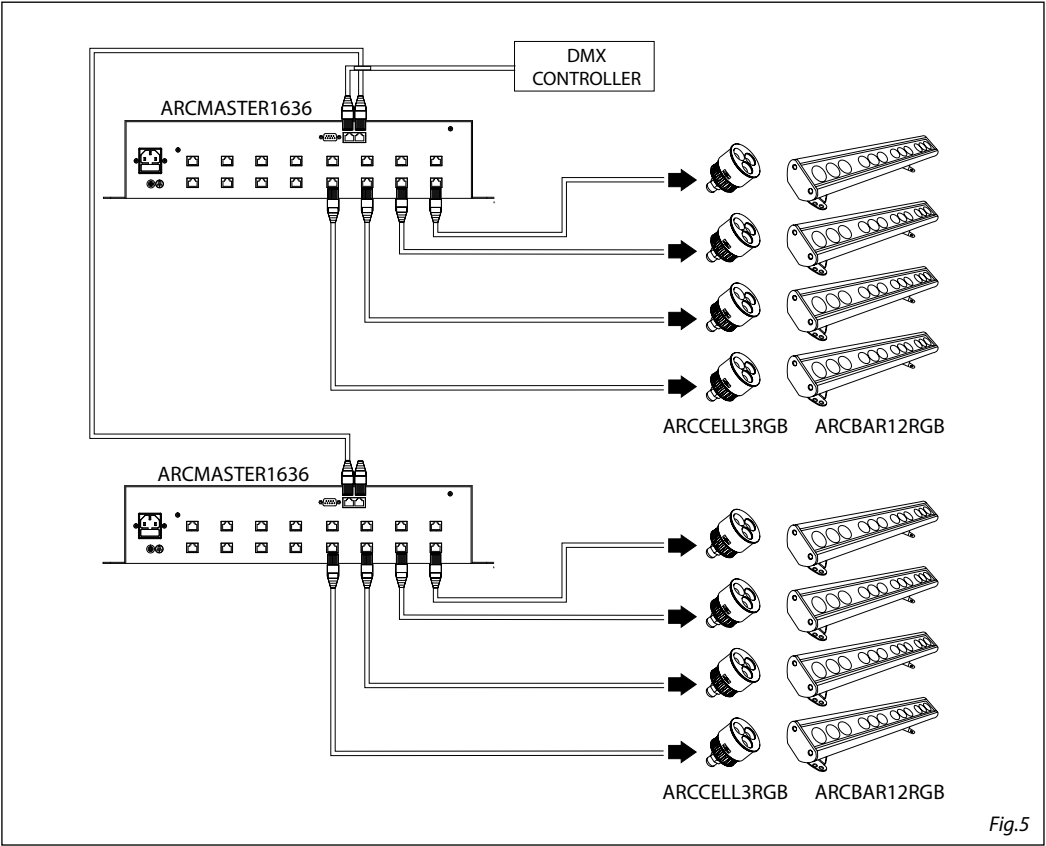 DMX
CONTROLLER
ARCMASTER1636
ARCCELL3RGB ARCBAR12RGB
ARCMASTER1636
ARCCELL3RGB ARCBAR12RGB
Fig.5